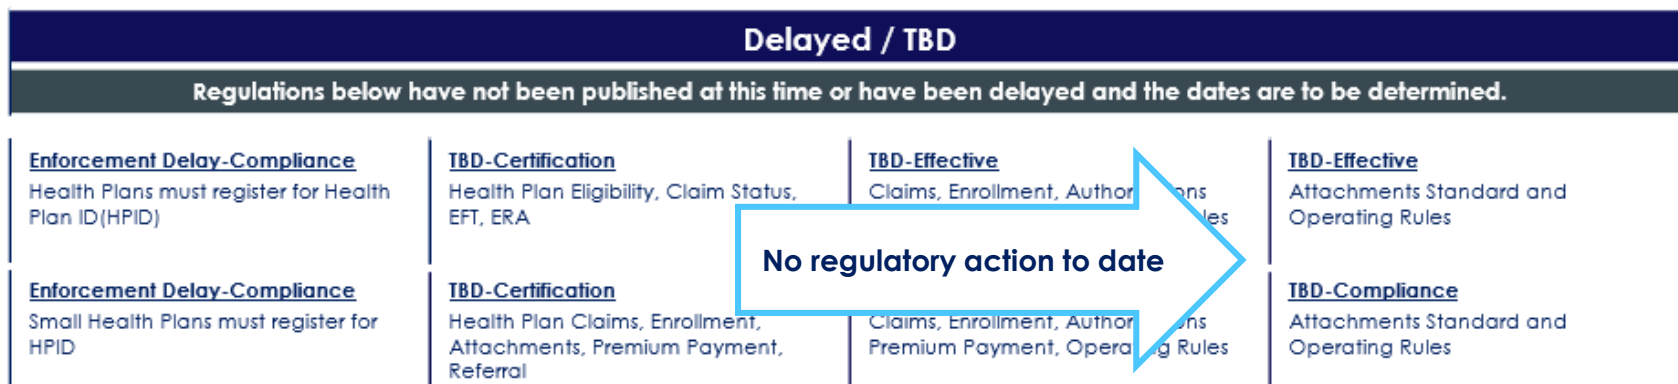 Delayed / TBD
Regulations below have not been published at this time or have been delayed and the dates are to be determined.
Enforcement Delay-Compliance
Health Plans must register for Health
Plan ID(HPID)
TBD-Certification
Health Plan Eligibility, Claim Status,
EFT, ERA
TBD-Effective
Claims, Enrollment,
TBD-Effective
Attachments Standard and
Operating Rules
No regulatory action to date
Enforcement Delay-Compliance
Small Health Plans must register for
HPID
TBD-Certification
Health Plan Claims, Enrollment,
Attachments, Premium Payment,
Referral
Claims, Enrollment,
Premium Payment, Operating Rules
TBD-Compliance
Attachments Standard and
Operating Rules